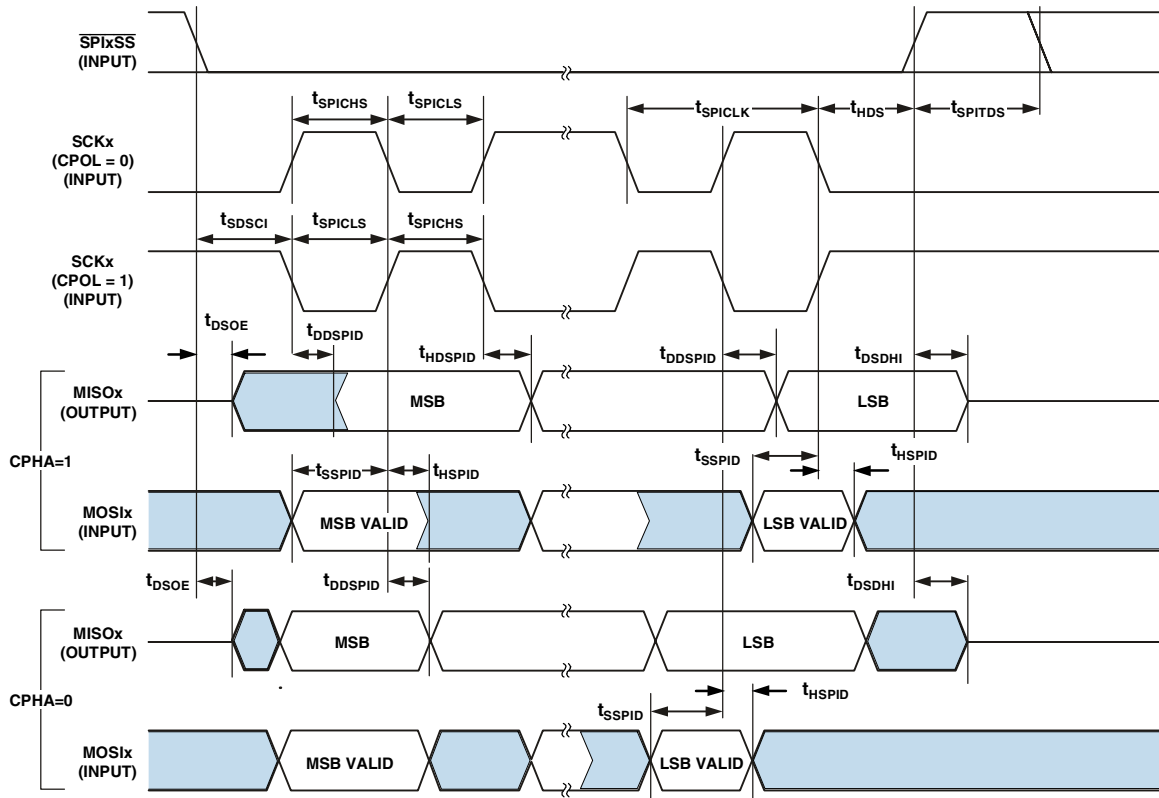 SPIxSS
(INPUT)
tSPICHS
tSPICLS
tSPICLK
tHDS
tSPITDS
SCKx
(CPOL = 0)
(INPUT)
tSDSCI
tSPICLS
tSPICHS
SCKx
(CPOL = 1)
(INPUT)
tDSOE
tDDSPID
tHDSPID
tDDSPID
tDSDHI
CPHA=1
MISOx
(OUTPUT)
MSB
LSB
tSSPID
tHSPID
tSSPID
tHSPID
MOSIx
(INPUT)
MSB VALID
LSB VALID
tDSOE
tDDSPID
tDSDHI
CPHA=0
MISOx
(OUTPUT)
MSB
LSB
tSSPID
tHSPID
MOSIx
(INPUT)
MSB VALID
LSB VALID